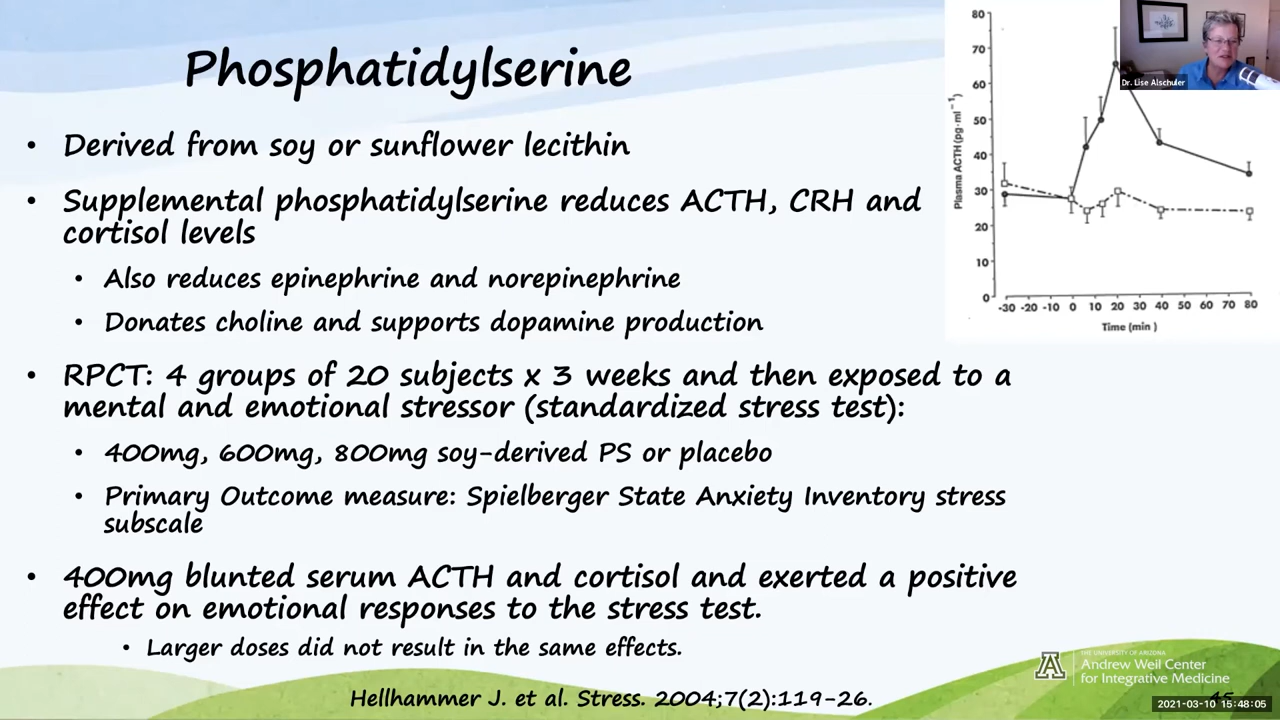 Phosphatidylserine
• Derived from soy or sunflower lecithin
• Supplemental phosphatidylserine reduces ACTH, CRH and
cortisol levels
• Also reduces epinephrine and norepinephrine
• Donates choline and supports dopamine production
• RPCT: 4 groups of 20 subjects x 3 weeks and then exposed to a
mental and emotional stressor (standardized stress test):
• 400mg, 600mg, 800mg soy-derived PS or placebo
• Primary Outcome measure: Spielberger State Anxiety Inventory stress
subscale
• 400mg blunted serum ACTH and cortisol and exerted a positive
effect on emotional responses to the stress test.
• Larger doses did not result in the same effects.
Hellhammer J. et al. Stress. 2004;7(2):119-26.
80
70
60
50
40
30
20
10
0
Plasma ACTH (pg·ml⁻¹)
-30 -20 -10 0 10 20 30 40 50 60 70 80
Time (min)
Dr. Lise Alschuler
THE UNIVERSITY OF ARIZONA
Andrew Weil Center
for Integrative Medicine
45
2021-03-10 15:48:05